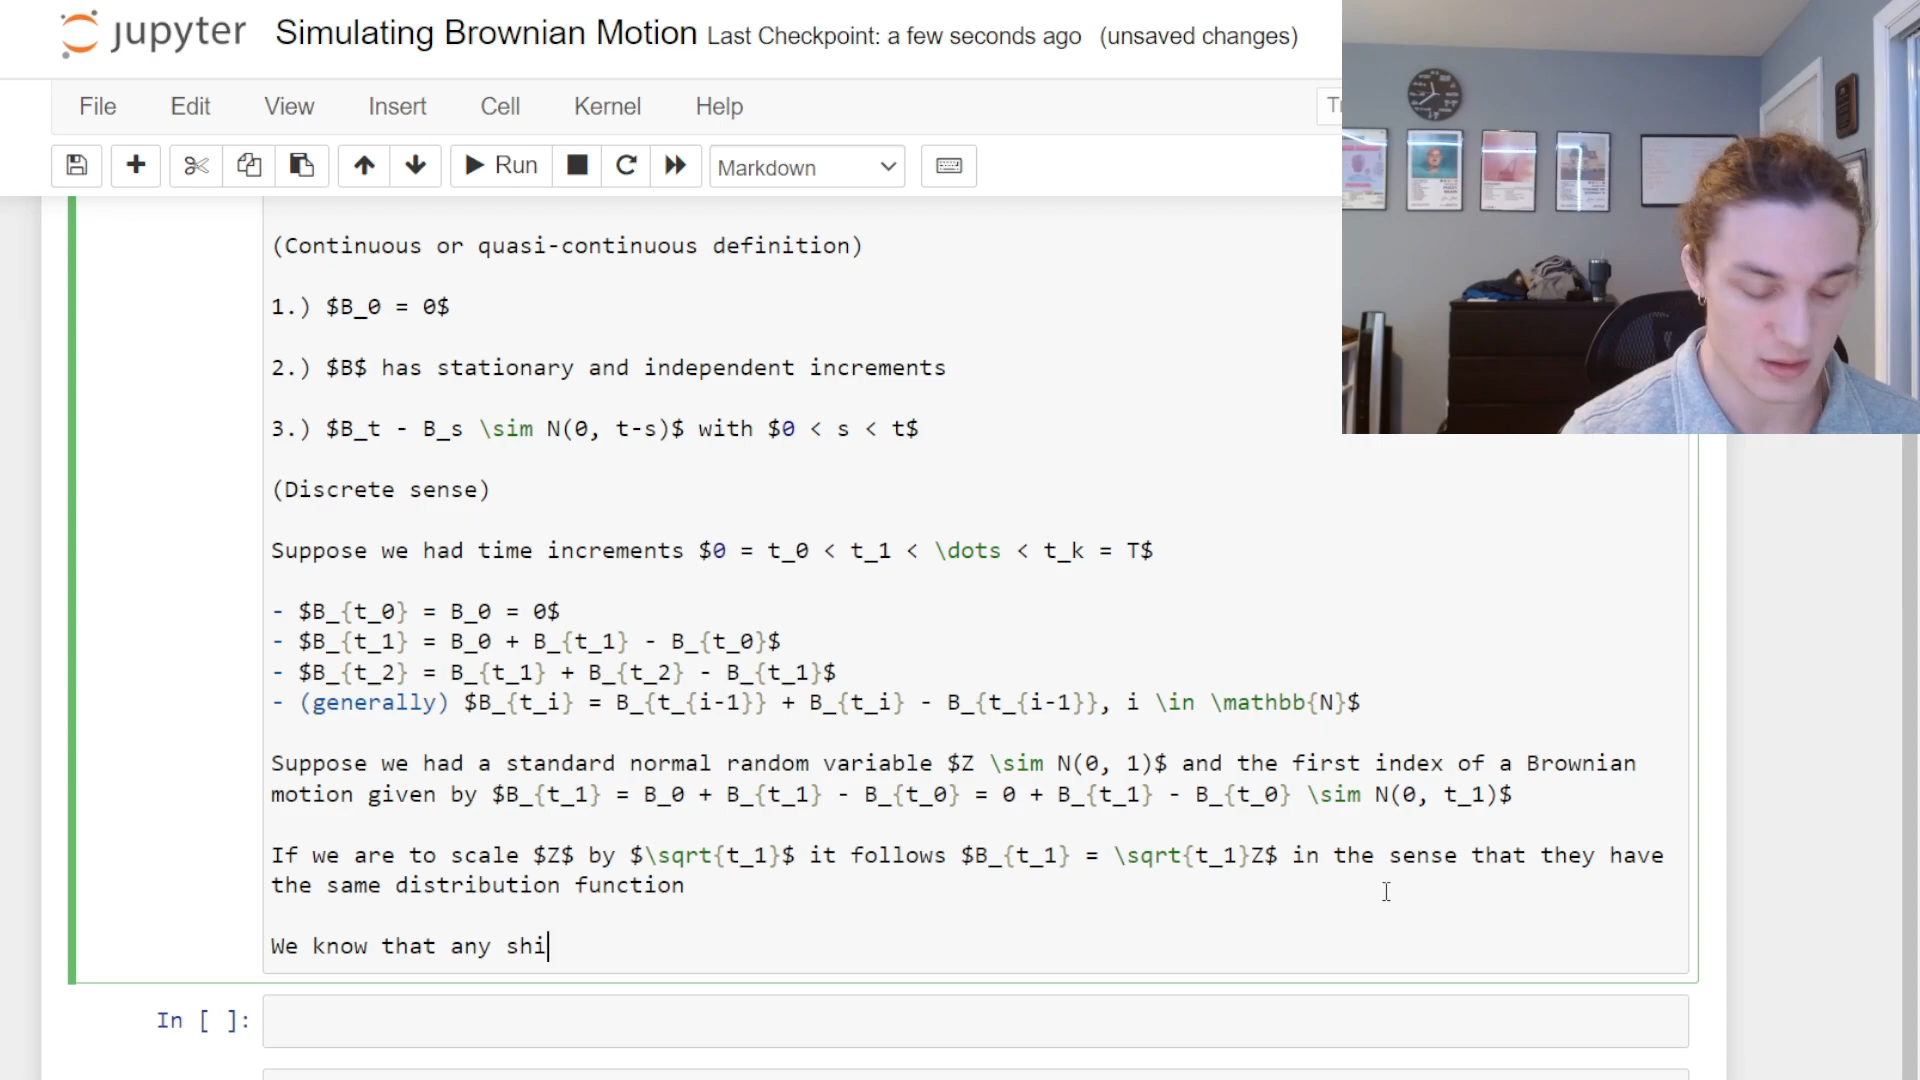 jupyter Simulating Brownian Motion Last Checkpoint: a few seconds ago (unsaved changes)
File Edit View Insert Cell Kernel Help
Run Markdown
(Continuous or quasi-continuous definition)
1.) $B_0 = 0$
2.) $B$ has stationary and independent increments
3.) $B_t - B_s \sim N(0, t-s)$ with $0 < s < t$
(Discrete sense)
Suppose we had time increments $0 = t_0 < t_1 < \dots < t_k = T$
- $B_{t_0} = B_0 = 0$
- $B_{t_1} = B_0 + B_{t_1} - B_{t_0}$
- $B_{t_2} = B_{t_1} + B_{t_2} - B_{t_1}$
- (generally) $B_{t_i} = B_{t_{i-1}} + B_{t_i} - B_{t_{i-1}}, i \in \mathbb{N}$
Suppose we had a standard normal random variable $Z \sim N(0, 1)$ and the first index of a Brownian
motion given by $B_{t_1} = B_0 + B_{t_1} - B_{t_0} = 0 + B_{t_1} - B_{t_0} \sim N(0, t_1)$
If we are to scale $Z$ by $\sqrt{t_1}$ it follows $B_{t_1} = \sqrt{t_1}Z$ in the sense that they have
the same distribution function
We know that any shi
In [ ]: